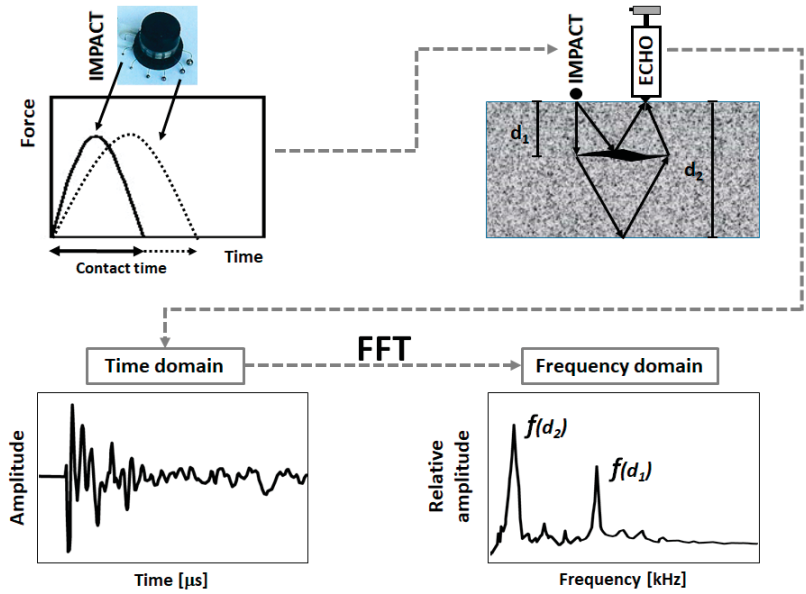 IMPACT
Force
Time
Contact time
IMPACT
ECHO
d1
d2
Time domain
FFT
Frequency domain
Amplitude
Time [μs]
Relative
amplitude
f(d2)
f(d1)
Frequency [kHz]